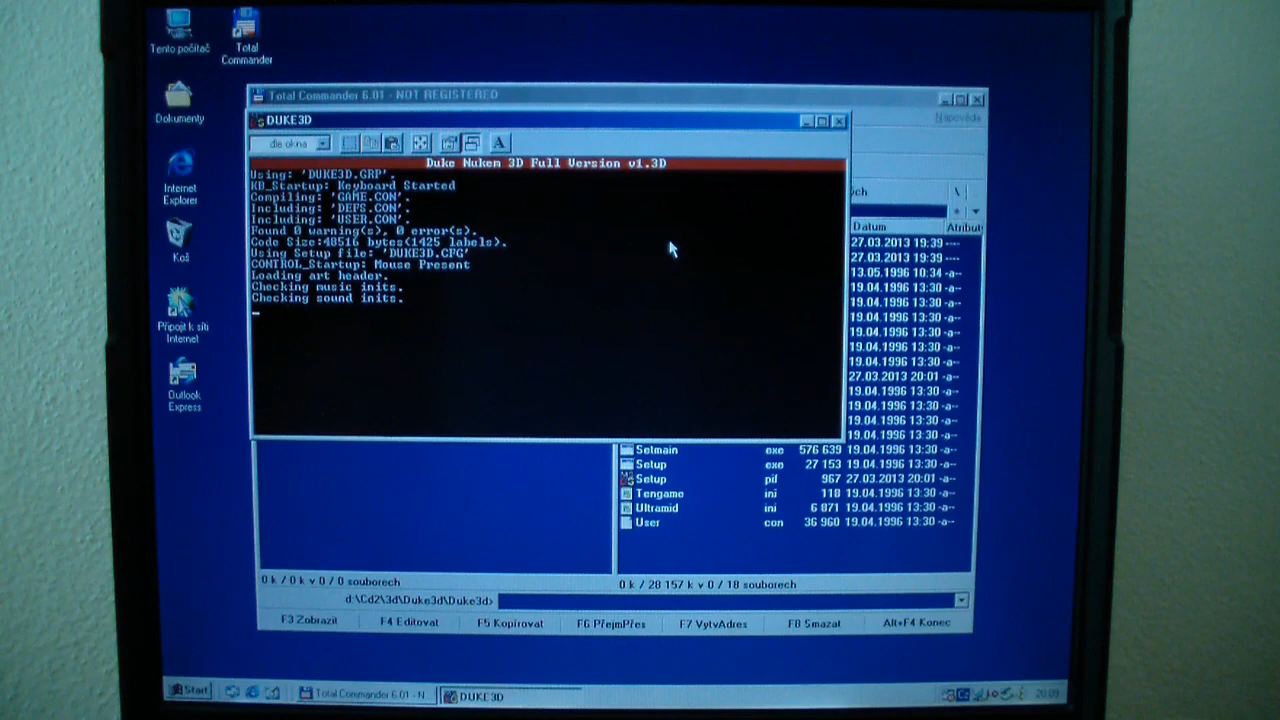 Tento počítač
Total
Commander
Dokumenty
Internet
Explorer
Koš
Připojit k síti
Internet
Outlook
Express
Total Commander 6.01 - NOT REGISTERED
Nápověda
DUKE3D
dle okna
A
Duke Nukem 3D Full Version v1.3D
Using: 'DUKE3D.GRP'.
KB_Startup: Keyboard Started
Compiling: 'GAME.CON'.
Including: 'DEFS.CON'.
Including: 'USER.CON'.
Found 0 warning(s), 0 error(s).
Code Size:48516 bytes(1425 labels).
Using Setup file: 'DUKE3D.CFG'
CONTROL_Startup: Mouse Present
Loading art header.
Checking music inits.
Checking sound inits.
ých \
* 
Datum Atribut
27.03.2013 19:39 ----
27.03.2013 19:39 ----
13.05.1996 10:34 -a--
19.04.1996 13:30 -a--
19.04.1996 13:30 -a--
19.04.1996 13:30 -a--
19.04.1996 13:30 -a--
19.04.1996 13:30 -a--
19.04.1996 13:30 -a--
27.03.2013 20:01 -a--
19.04.1996 13:30 -a--
19.04.1996 13:30 -a--
19.04.1996 13:30 -a--
19.04.1996 13:30 -a--
Setmain exe 576 639 19.04.1996 13:30 -a--
Setup exe 27 153 19.04.1996 13:30 -a--
Setup pif 967 27.03.2013 20:01 -a--
Tengame ini 118 19.04.1996 13:30 -a--
Ultramid ini 6 871 19.04.1996 13:30 -a--
User con 36 960 19.04.1996 13:30 -a--
0 k / 0 k v 0 / 0 souborech
0 k / 28 157 k v 0 / 18 souborech
d:\Cd2\3d\Duke3d\Duke3d>
F3 Zobrazit F4 Editovat F5 Kopírovat F6 PřejmPřes F7 VytvAdres F8 Smazat Alt+F4 Konec
Start
Total Commander 6.01 - N
DUKE3D
Cz
20:09